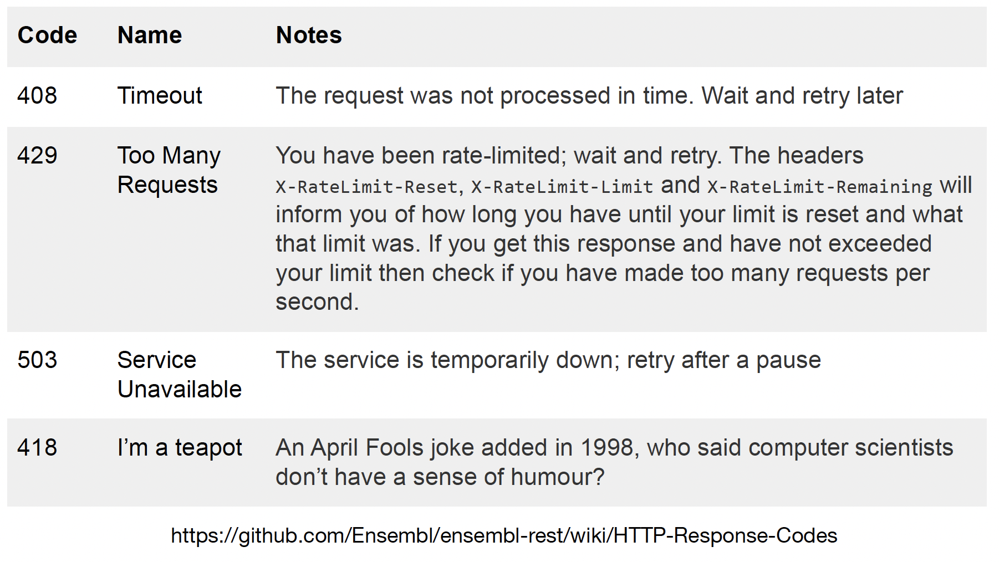 Code Name Notes
408 Timeout The request was not processed in time. Wait and retry later
429 Too Many Requests You have been rate-limited; wait and retry. The headers
X-RateLimit-Reset, X-RateLimit-Limit and X-RateLimit-Remaining will
inform you of how long you have until your limit is reset and what
that limit was. If you get this response and have not exceeded
your limit then check if you have made too many requests per
second.
503 Service Unavailable The service is temporarily down; retry after a pause
418 I’m a teapot An April Fools joke added in 1998, who said computer scientists
don’t have a sense of humour?
https://github.com/Ensembl/ensembl-rest/wiki/HTTP-Response-Codes